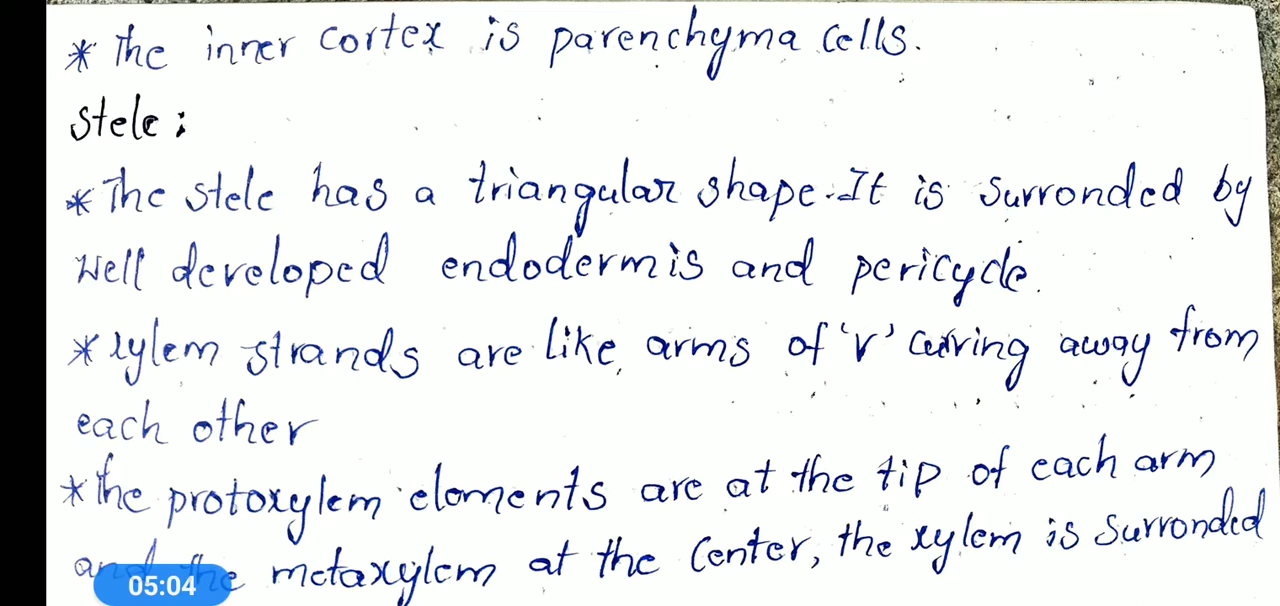 * The inner cortex is parenchyma cells.
Stele:
* The stele has a triangular shape. It is surronded by
well developed endodermis and pericycle.
* xylem strands are like arms of 'v' curving away from
each other
* The protoxylem elements are at the tip of each arm
and the metaxylem at the center, the xylem is surronded
05:04